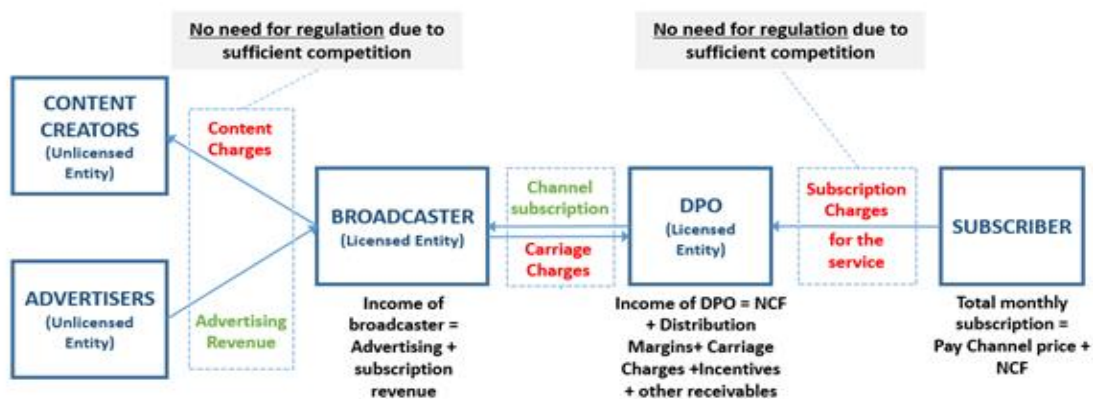 No need for regulation due to
sufficient competition
No need for regulation due to
sufficient competition
CONTENT
CREATORS
(Unlicensed
Entity)
Content
Charges
ADVERTISERS
(Unlicensed
Entity)
Advertising
Revenue
BROADCASTER
(Licensed Entity)
Income of
broadcaster =
Advertising +
subscription
revenue
Channel
subscription
Carriage
Charges
DPO
(Licensed
Entity)
Income of DPO = NCF
+ Distribution
Margins+ Carriage
Charges +Incentives
+ other receivables
Subscription
Charges
for the
service
SUBSCRIBER
Total monthly
subscription =
Pay Channel price +
NCF